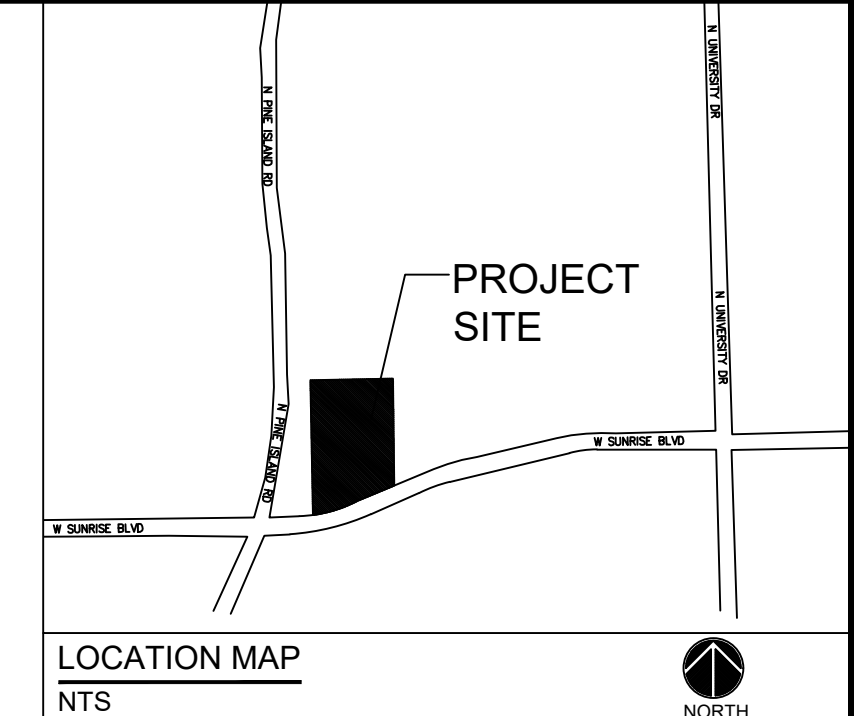 N PINE ISLAND RD
N UNIVERSITY DR
PROJECT
SITE
N UNIVERSITY DR
N PINE ISLAND RD
W SUNRISE BLVD
W SUNRISE BLVD
LOCATION MAP
NTS
NORTH